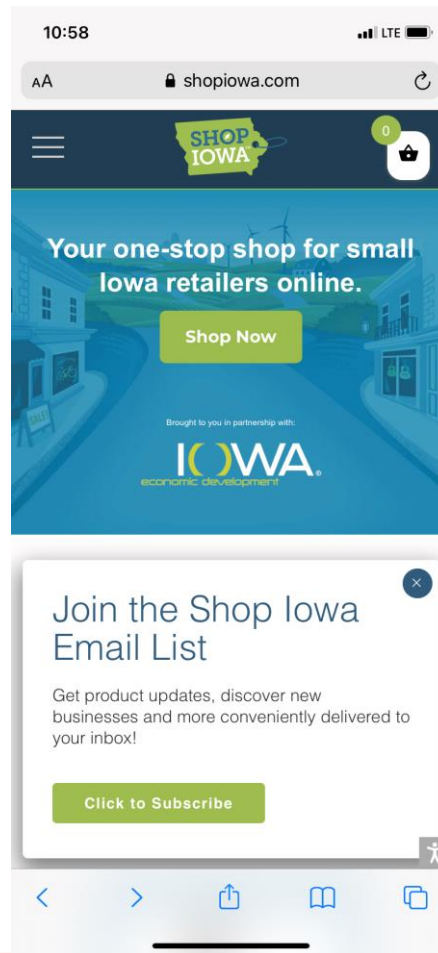 10:58
LTE
AA shopiowa.com
SHOP
IOWA
0
Your one-stop shop for small
Iowa retailers online.
Shop Now
SALE!
Brought to you in partnership with:
IOWA®
economic development
Join the Shop Iowa
Email List
Get product updates, discover new
businesses and more conveniently delivered to
your inbox!
Click to Subscribe